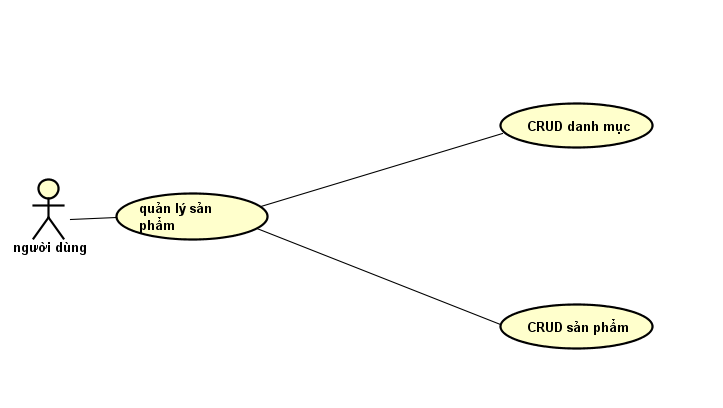 CRUD danh mục
quản lý sản
phẩm
người dùng
CRUD sản phẩm